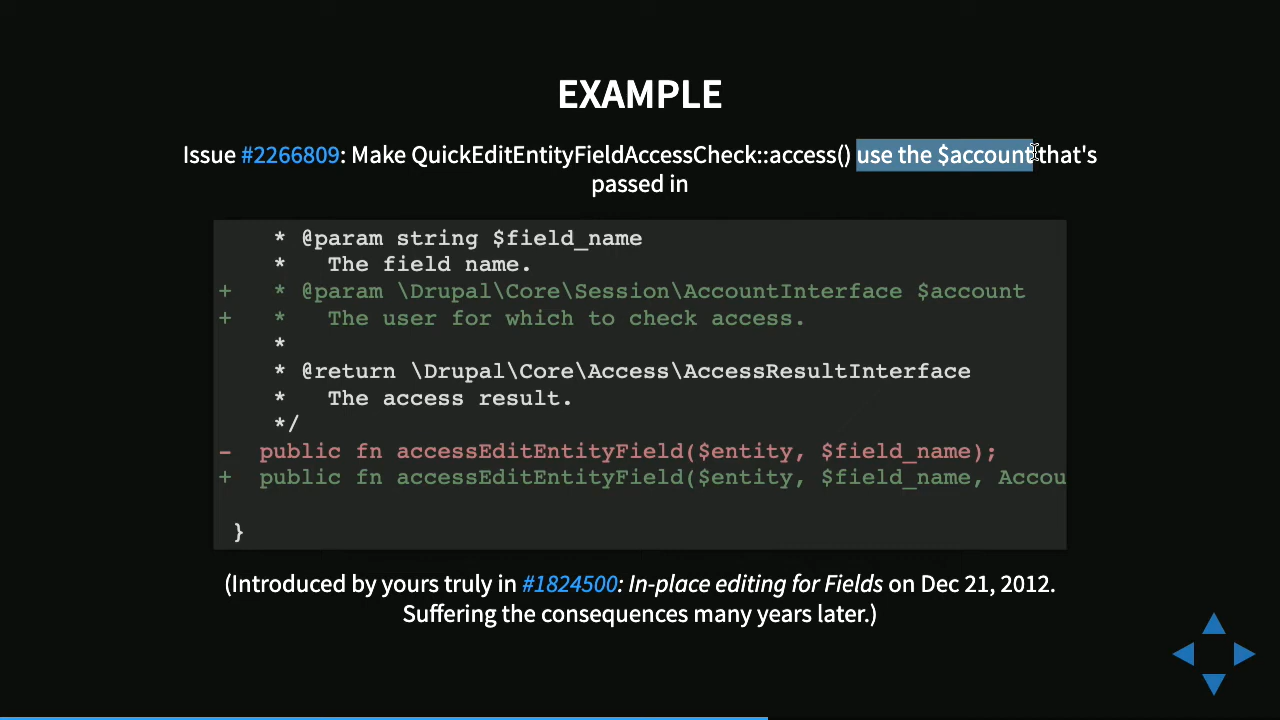 EXAMPLE
Issue #2266809: Make QuickEditEntityFieldAccessCheck::access() use the $account that's
passed in
* @param string $field_name
*   The field name.
+   * @param \Drupal\Core\Session\AccountInterface $account
+   *   The user for which to check access.
*
* @return \Drupal\Core\Access\AccessResultInterface
*   The access result.
*/
-  public fn accessEditEntityField($entity, $field_name);
+  public fn accessEditEntityField($entity, $field_name, Accou
}
(Introduced by yours truly in #1824500: In-place editing for Fields on Dec 21, 2012.
Suffering the consequences many years later.)